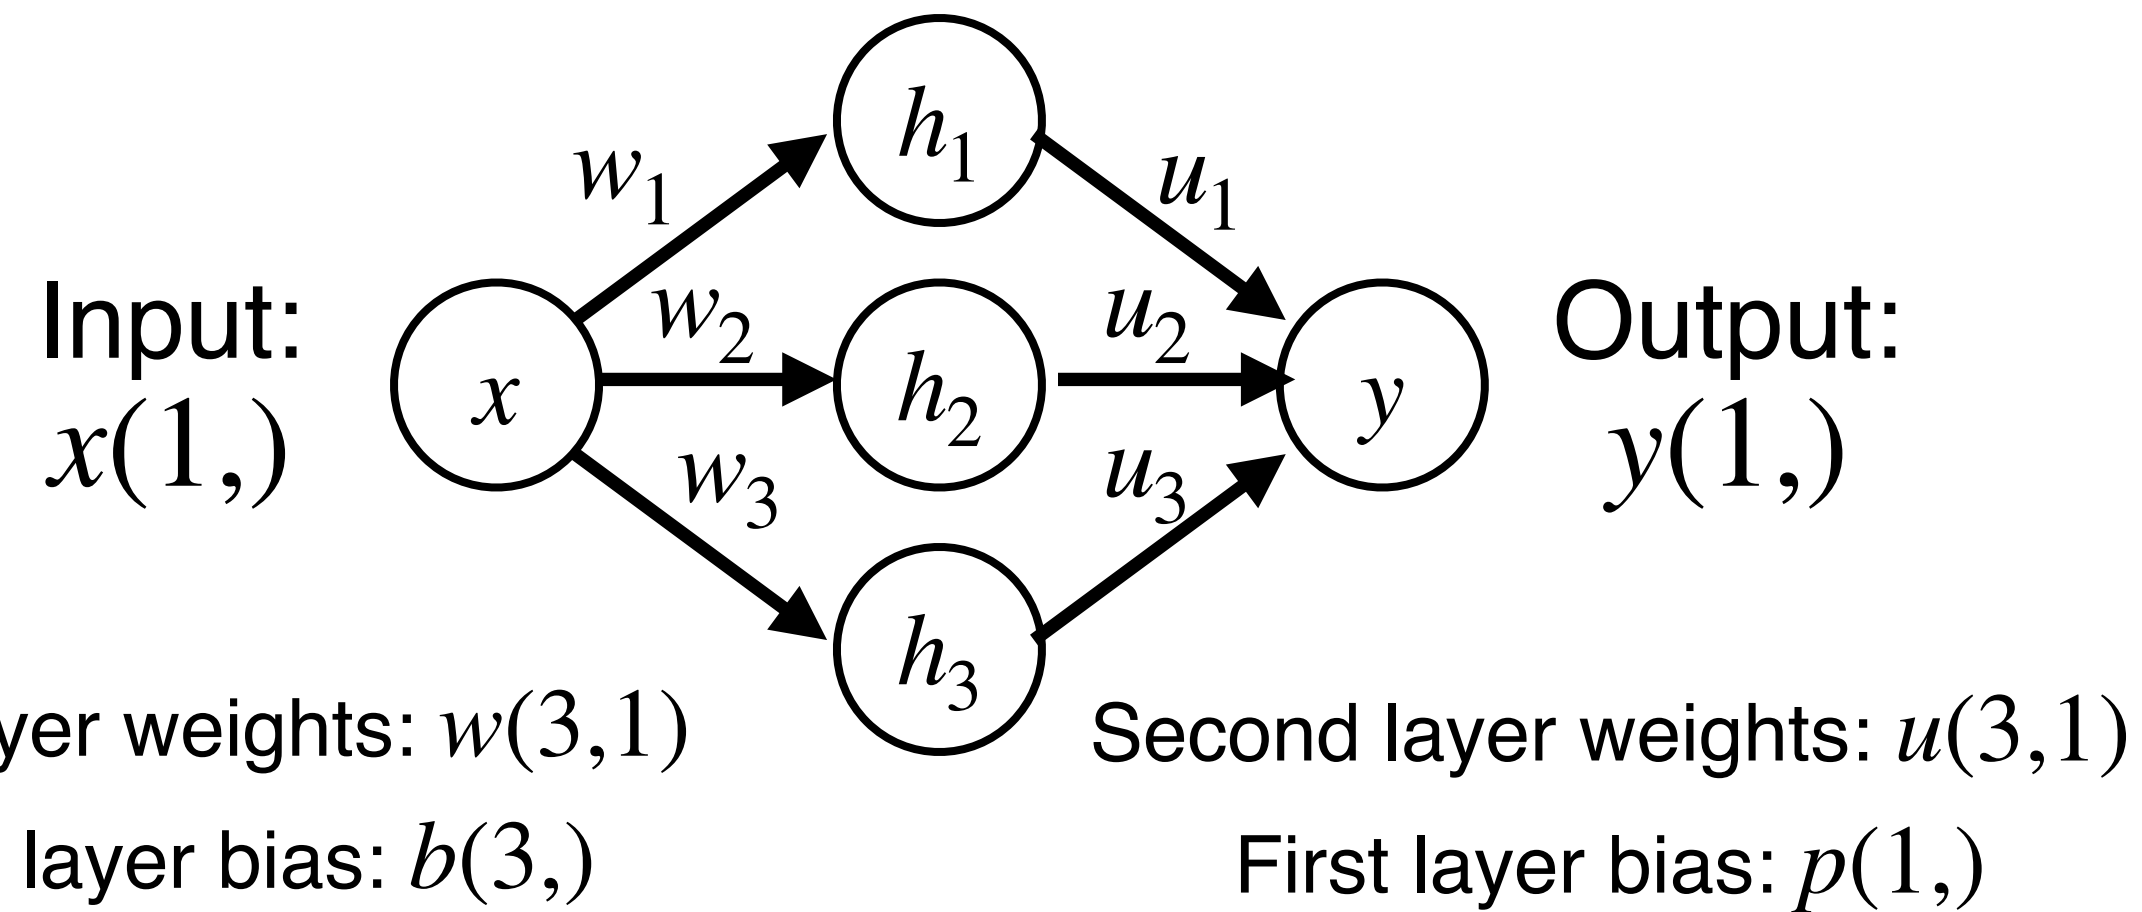 h₁
w₁ u₁
Input: w₂ u₂ Output:
x(1,) x h₂ y y(1,)
w₃ u₃
h₃
weights: w(3,1) Second layer weights: u(3,1)
layer bias: b(3,) First layer bias: p(1,)